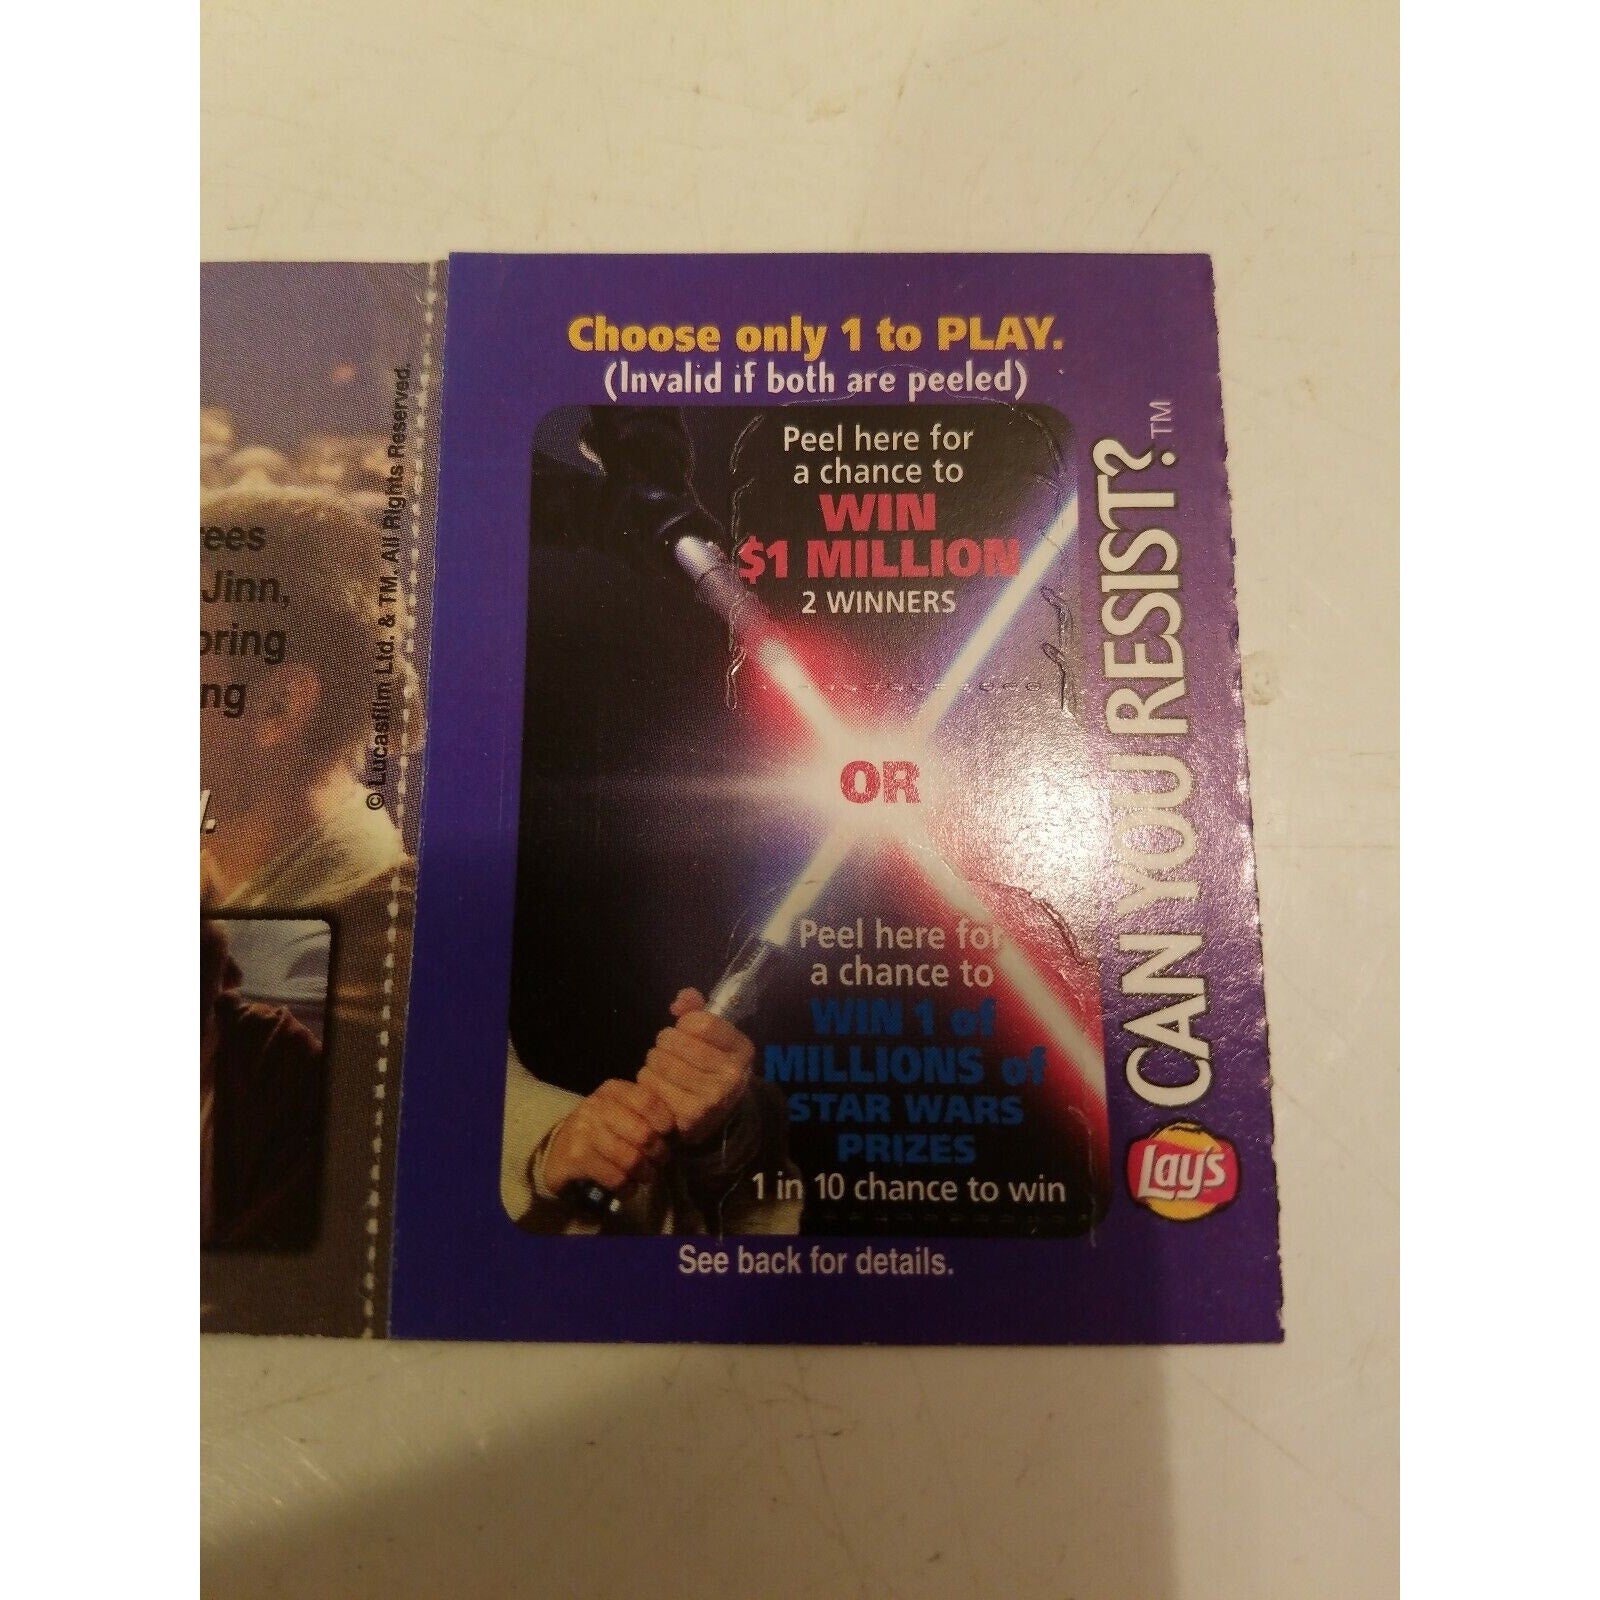 rees
Jinn,
oring
ng
© Lucasfilm Ltd. & TM. All Rights Reserved.
Choose only 1 to PLAY.
(Invalid if both are peeled)
Peel here for
a chance to
WIN
$1 MILLION
2 WINNERS
OR
Peel here for
a chance to
WIN 1 of
MILLIONS of
STAR WARS
PRIZES
1 in 10 chance to win
See back for details.
CAN YOU RESIST?™
Lay's